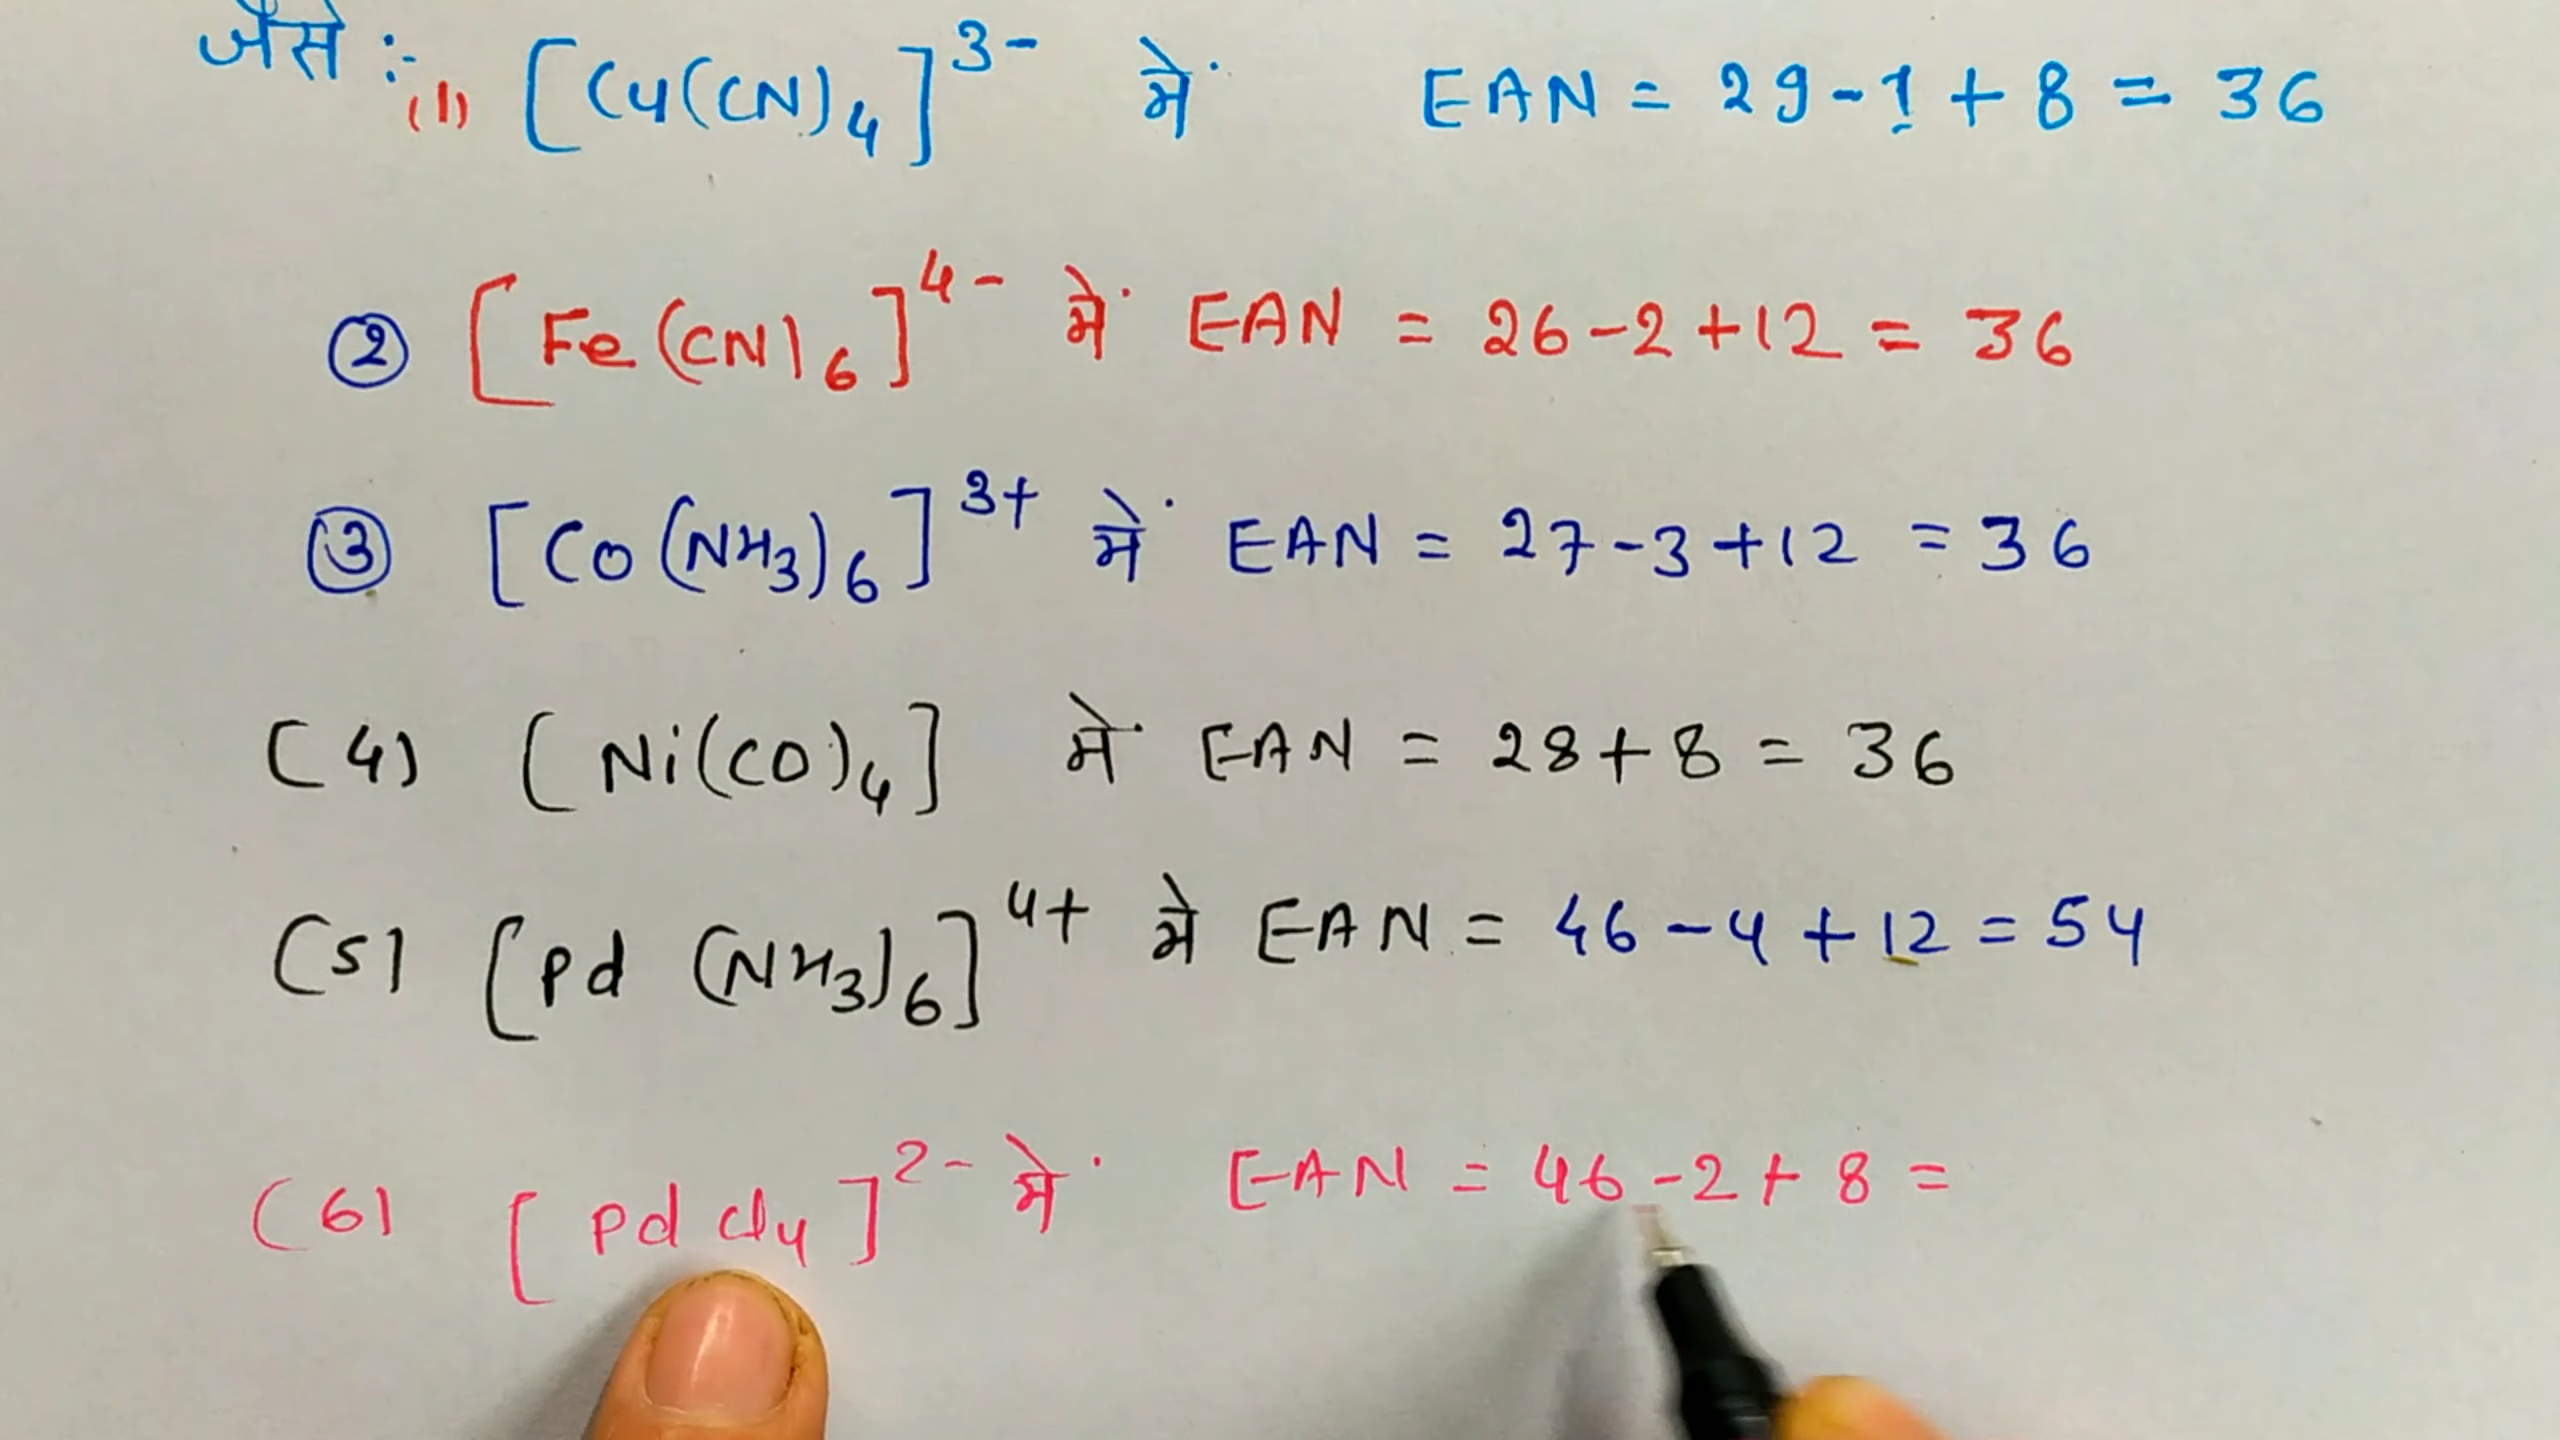 जैसे :- (1) [Cu(CN)4]3- में EAN = 29-1+8 = 36
(2) [Fe(CN)6]4- में EAN = 26-2+12 = 36
(3) [Co(NH3)6]3+ में EAN = 27-3+12 = 36
(4) [Ni(CO)4] में EAN = 28+8 = 36
(5) [Pd (NH3)6]4+ में EAN = 46-4+12 = 54
(6) [Pd Cl4]2- में EAN = 46-2+8 =